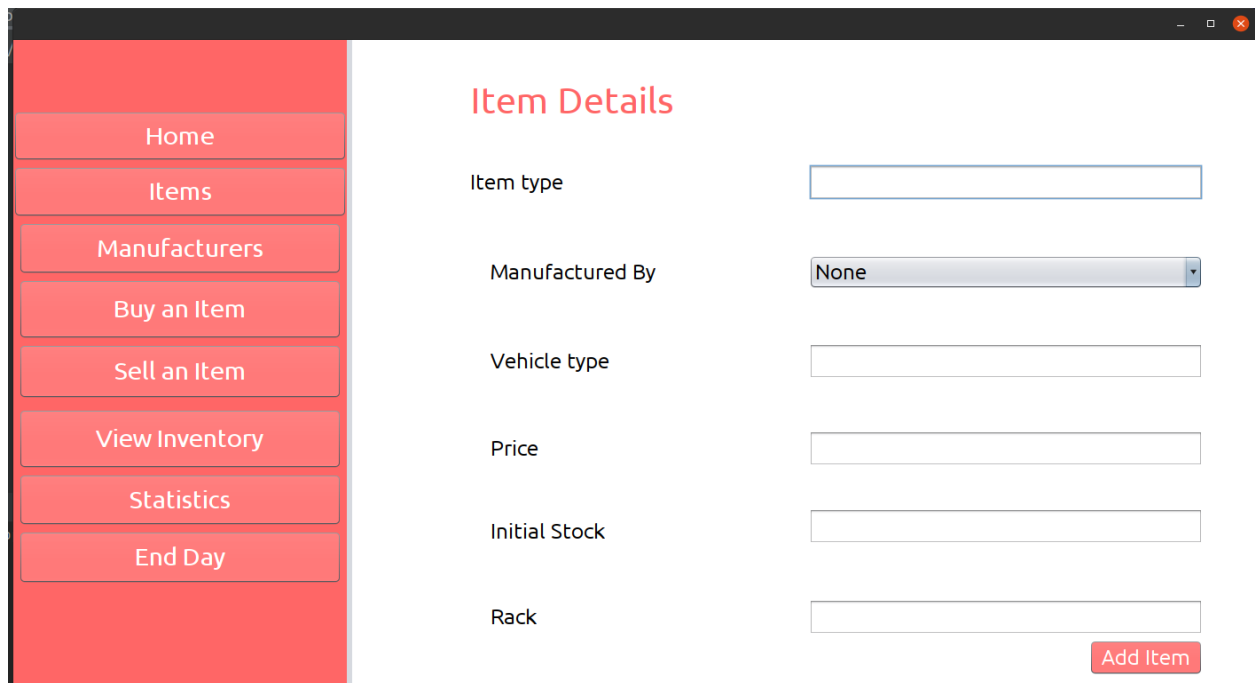 Home
Items
Manufacturers
Buy an Item
Sell an Item
View Inventory
Statistics
End Day
Item Details
Item type
Manufactured By
None
Vehicle type
Price
Initial Stock
Rack
Add Item